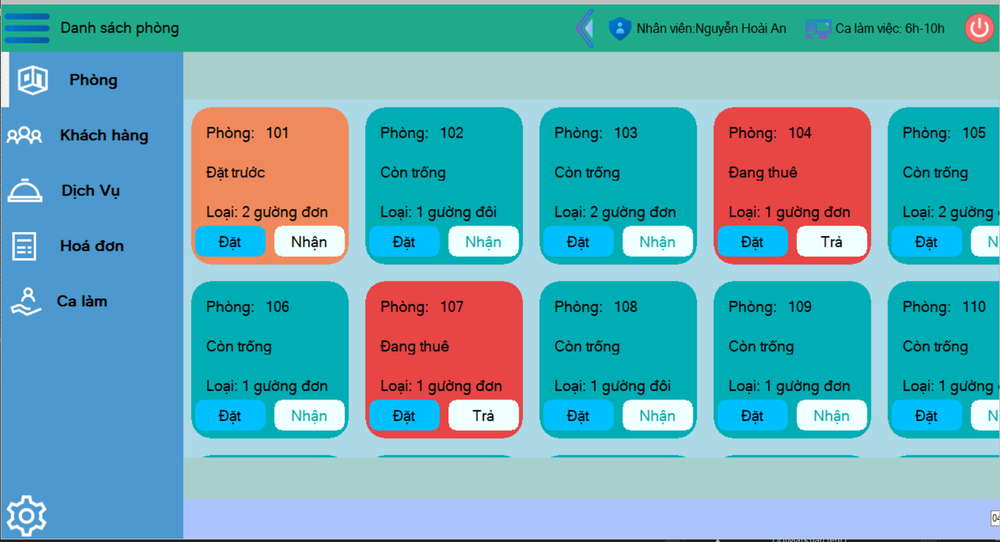 Danh sách phòng
Nhân viên:Nguyễn Hoài An
Ca làm việc: 6h-10h
Phòng
Khách hàng
Dịch Vụ
Hoá đơn
Ca làm
Phòng: 101
Đặt trước
Loại: 2 gường đơn
Đặt
Nhận
Phòng: 102
Còn trống
Loại: 1 gường đôi
Đặt
Nhận
Phòng: 103
Còn trống
Loại: 2 gường đơn
Đặt
Nhận
Phòng: 104
Đang thuê
Loại: 1 gường đơn
Đặt
Trả
Phòng: 105
Còn trống
Loại: 2 gường
Đặt
Phòng: 106
Còn trống
Loại: 1 gường đơn
Đặt
Nhận
Phòng: 107
Đang thuê
Loại: 1 gường đơn
Đặt
Trả
Phòng: 108
Còn trống
Loại: 1 gường đôi
Đặt
Nhận
Phòng: 109
Còn trống
Loại: 1 gường đơn
Đặt
Nhận
Phòng: 110
Còn trống
Loại: 1 gường
Đặt